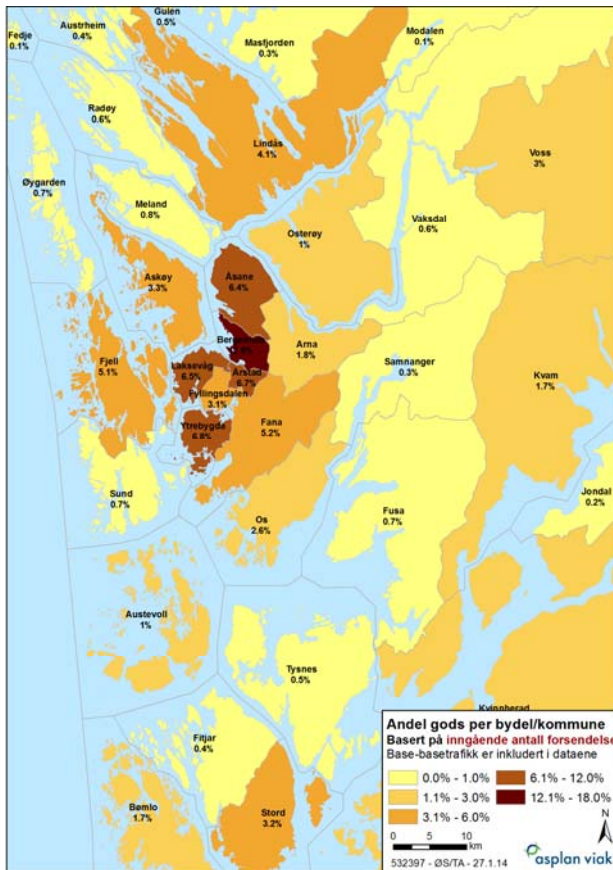 Gulen
0.5%
Austrheim
0.4%
Fedje
0.1%
Masfjorden
0.3%
Modalen
0.1%
Radøy
0.6%
Lindås
4.1%
Voss
3%
Øygarden
0.7%
Meland
0.8%
Osterøy
1%
Vaksdal
0.6%
Askøy
3.3%
Åsane
6.4%
Arna
1.8%
Samnanger
0.3%
Kvam
1.7%
Fjell
5.1%
Laksevåg
6.5%
Årstad
6.7%
Fyllingsdalen
3.1%
Fana
5.2%
Ytrebygda
6.8%
Jondal
0.2%
Sund
0.7%
Os
2.6%
Fusa
0.7%
Austevoll
1%
Tysnes
0.5%
Kvinnherad
Fitjar
0.4%
Bømlo
1.7%
Stord
3.2%
Andel gods per bydel/kommune
Basert på inngående antall forsendelse
Base-basetrafikk er inkludert i dataene
0.0% - 1.0%
6.1% - 12.0%
1.1% - 3.0%
12.1% - 18.0%
3.1% - 6.0%
N
0 5 10
km
532397 - ØS/TA - 27.1.14
asplan viak